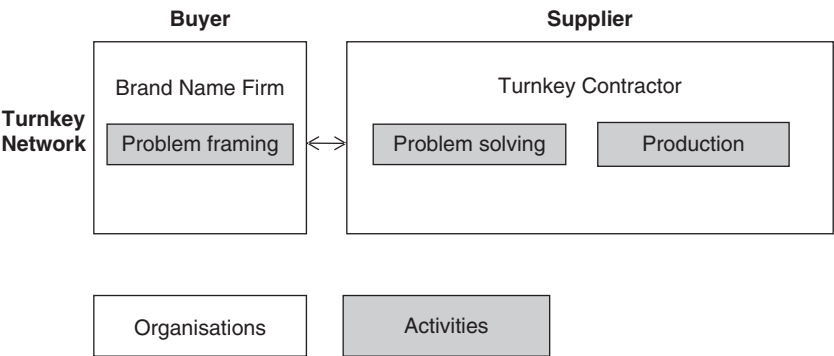 Buyer
Supplier
Brand Name Firm
Turnkey Contractor
Turnkey
Network
Problem framing
Problem solving
Production
Organisations
Activities